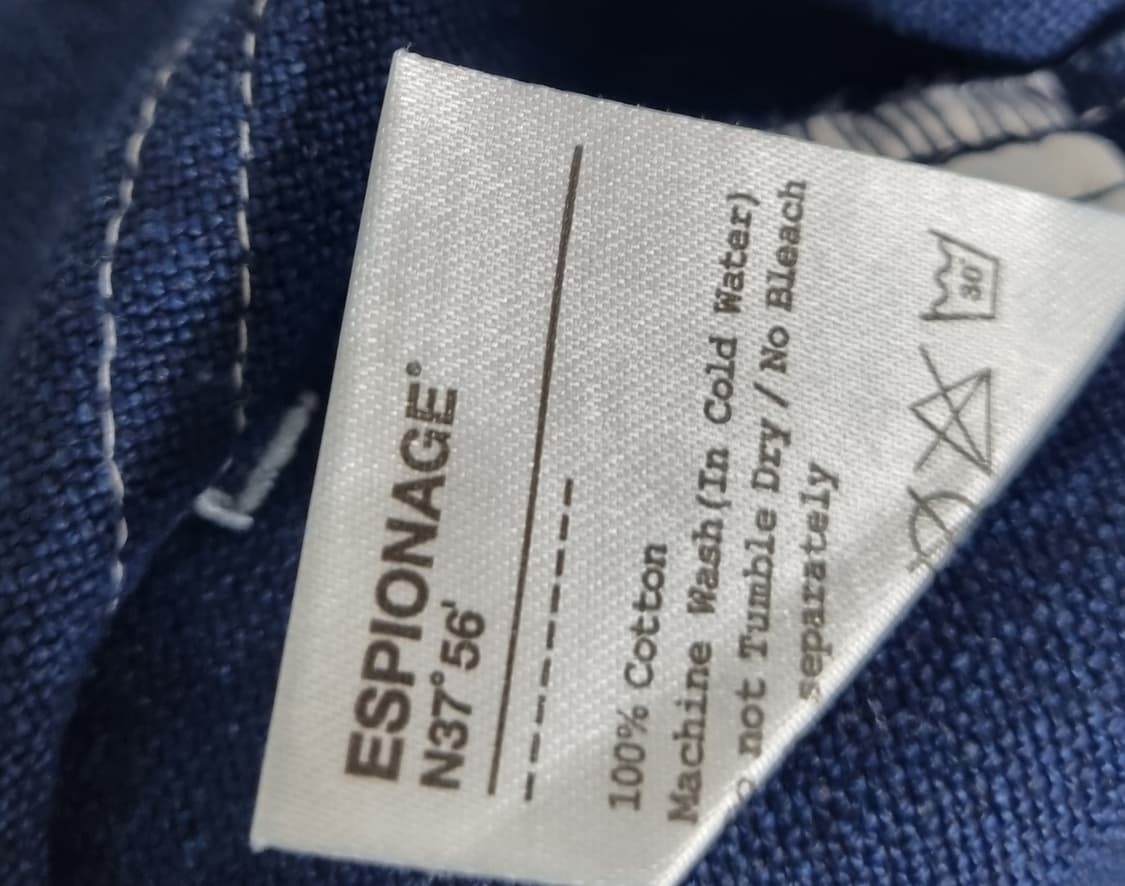 ESPIONAGE°
N37°56'
100% Cotton
Machine Wash(In Cold Water)
not Tumble Dry / No Bleach
separately
30